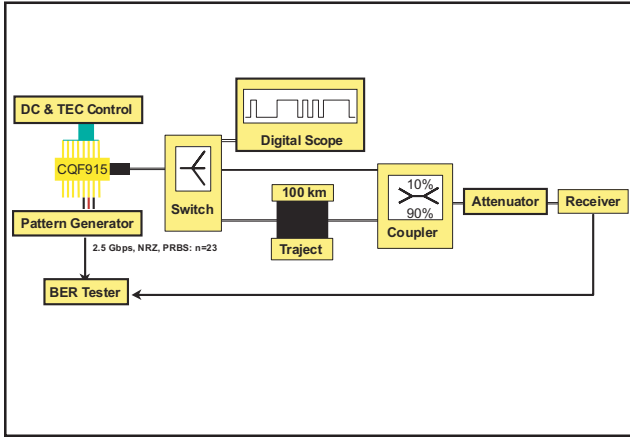 DC & TEC Control
Digital Scope
CQF915
Switch
100 km
Traject
10%
90%
Coupler
Attenuator
Receiver
Pattern Generator
2.5 Gbps, NRZ, PRBS: n=23
BER Tester